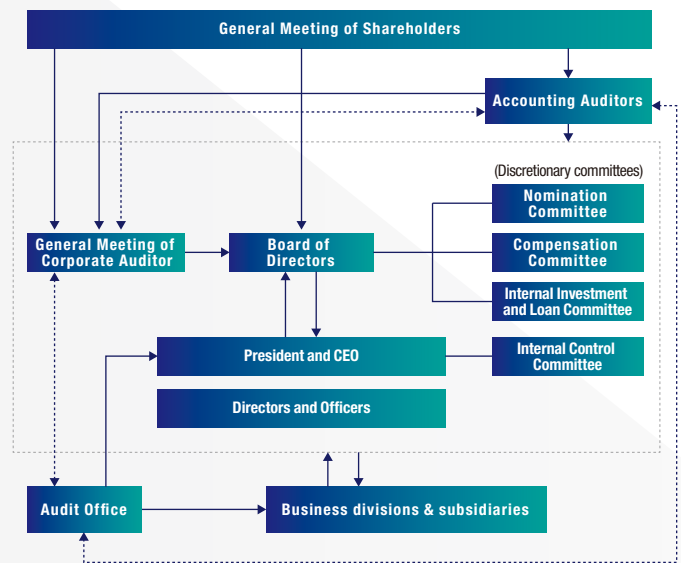 General Meeting of Shareholders
Accounting Auditors
(Discretionary committees)
Nomination
Committee
General Meeting of
Corporate Auditor
Board of
Directors
Compensation
Committee
Internal Investment
and Loan Committee
President and CEO
Internal Control
Committee
Directors and Officers
Audit Office
Business divisions & subsidiaries